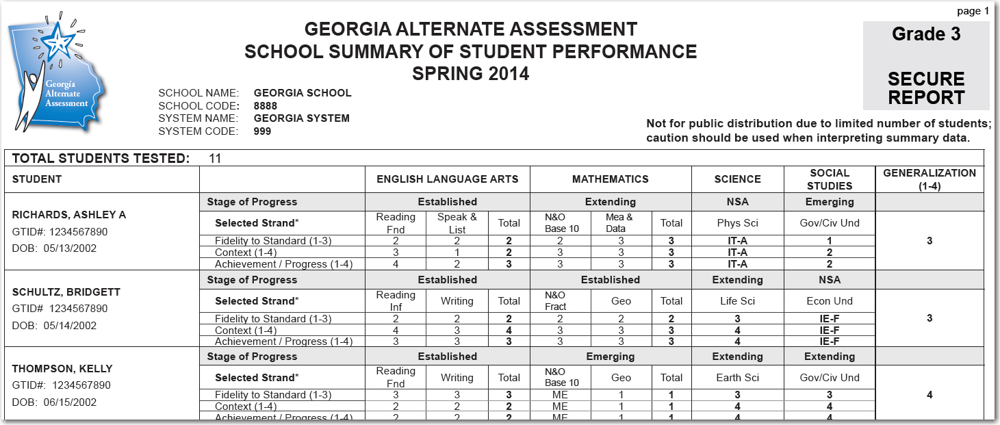 page 1
Georgia
Alternate
Assessment
GEORGIA ALTERNATE ASSESSMENT
SCHOOL SUMMARY OF STUDENT PERFORMANCE
SPRING 2014
Grade 3
SECURE
REPORT
SCHOOL NAME: GEORGIA SCHOOL
SCHOOL CODE: 8888
SYSTEM NAME: GEORGIA SYSTEM
SYSTEM CODE: 999
Not for public distribution due to limited number of students;
caution should be used when interpreting summary data.
TOTAL STUDENTS TESTED: 11
STUDENT ENGLISH LANGUAGE ARTS MATHEMATICS SCIENCE SOCIAL STUDIES GENERALIZATION (1-4)
RICHARDS, ASHLEY A
GTID#: 1234567890
DOB: 05/13/2002
Stage of Progress Established Extending NSA Emerging
Selected Strand* Reading Fnd Speak & List Total N&O Base 10 Mea & Data Total Phys Sci Gov/Civ Und
Fidelity to Standard (1-3) 2 2 2 2 3 3 IT-A 1
Context (1-4) 3 1 2 3 3 3 IT-A 2
Achievement / Progress (1-4) 4 2 3 3 3 3 IT-A 2
3
SCHULTZ, BRIDGETT
GTID# 1234567890
DOB: 05/14/2002
Stage of Progress Established Established Extending NSA
Selected Strand* Reading Inf Writing Total N&O Fract Geo Total Life Sci Econ Und
Fidelity to Standard (1-3) 2 2 2 2 2 2 3 IE-F
Context (1-4) 4 3 4 3 3 3 4 IE-F
Achievement / Progress (1-4) 3 3 3 3 3 3 4 IE-F
3
THOMPSON, KELLY
GTID#: 1234567890
DOB: 06/15/2002
Stage of Progress Established Emerging Extending Extending
Selected Strand* Reading Fnd Writing Total N&O Base 10 Geo Total Earth Sci Gov/Civ Und
Fidelity to Standard (1-3) 3 3 3 ME 1 1 3 3
Context (1-4) 2 2 2 ME 1 1 4 4
Achievement / Progress (1-4) 2 2 2 ME 1 1 4 4
4